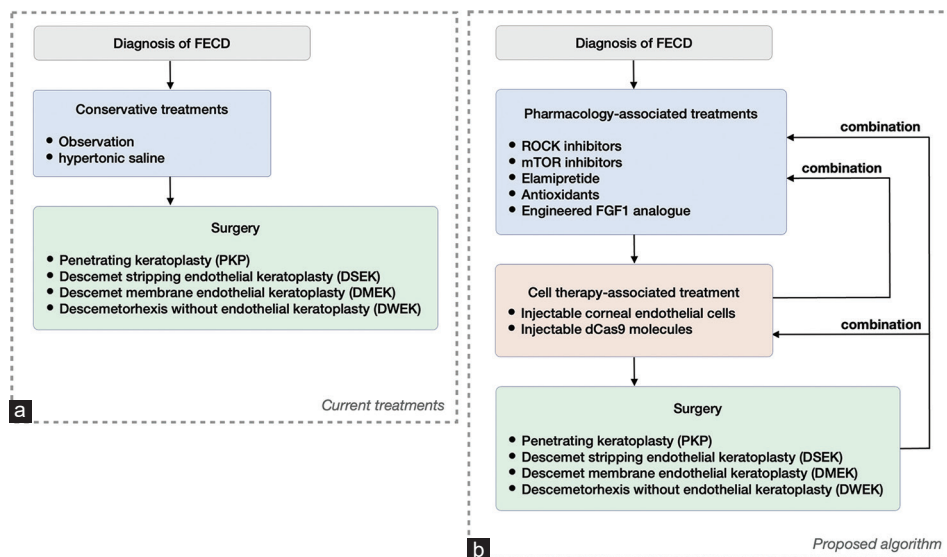 Diagnosis of FECD
Conservative treatments
• Observation
• hypertonic saline
Surgery
• Penetrating keratoplasty (PKP)
• Descemet stripping endothelial keratoplasty (DSEK)
• Descemet membrane endothelial keratoplasty (DMEK)
• Descemetorhexis without endothelial keratoplasty (DWEK)
a
Current treatments
Diagnosis of FECD
Pharmacology-associated treatments
• ROCK inhibitors
• mTOR inhibitors
• Elamipretide
• Antioxidants
• Engineered FGF1 analogue
combination
combination
Cell therapy-associated treatment
• Injectable corneal endothelial cells
• Injectable dCas9 molecules
combination
Surgery
• Penetrating keratoplasty (PKP)
• Descemet stripping endothelial keratoplasty (DSEK)
• Descemet membrane endothelial keratoplasty (DMEK)
• Descemetorhexis without endothelial keratoplasty (DWEK)
b
Proposed algorithm